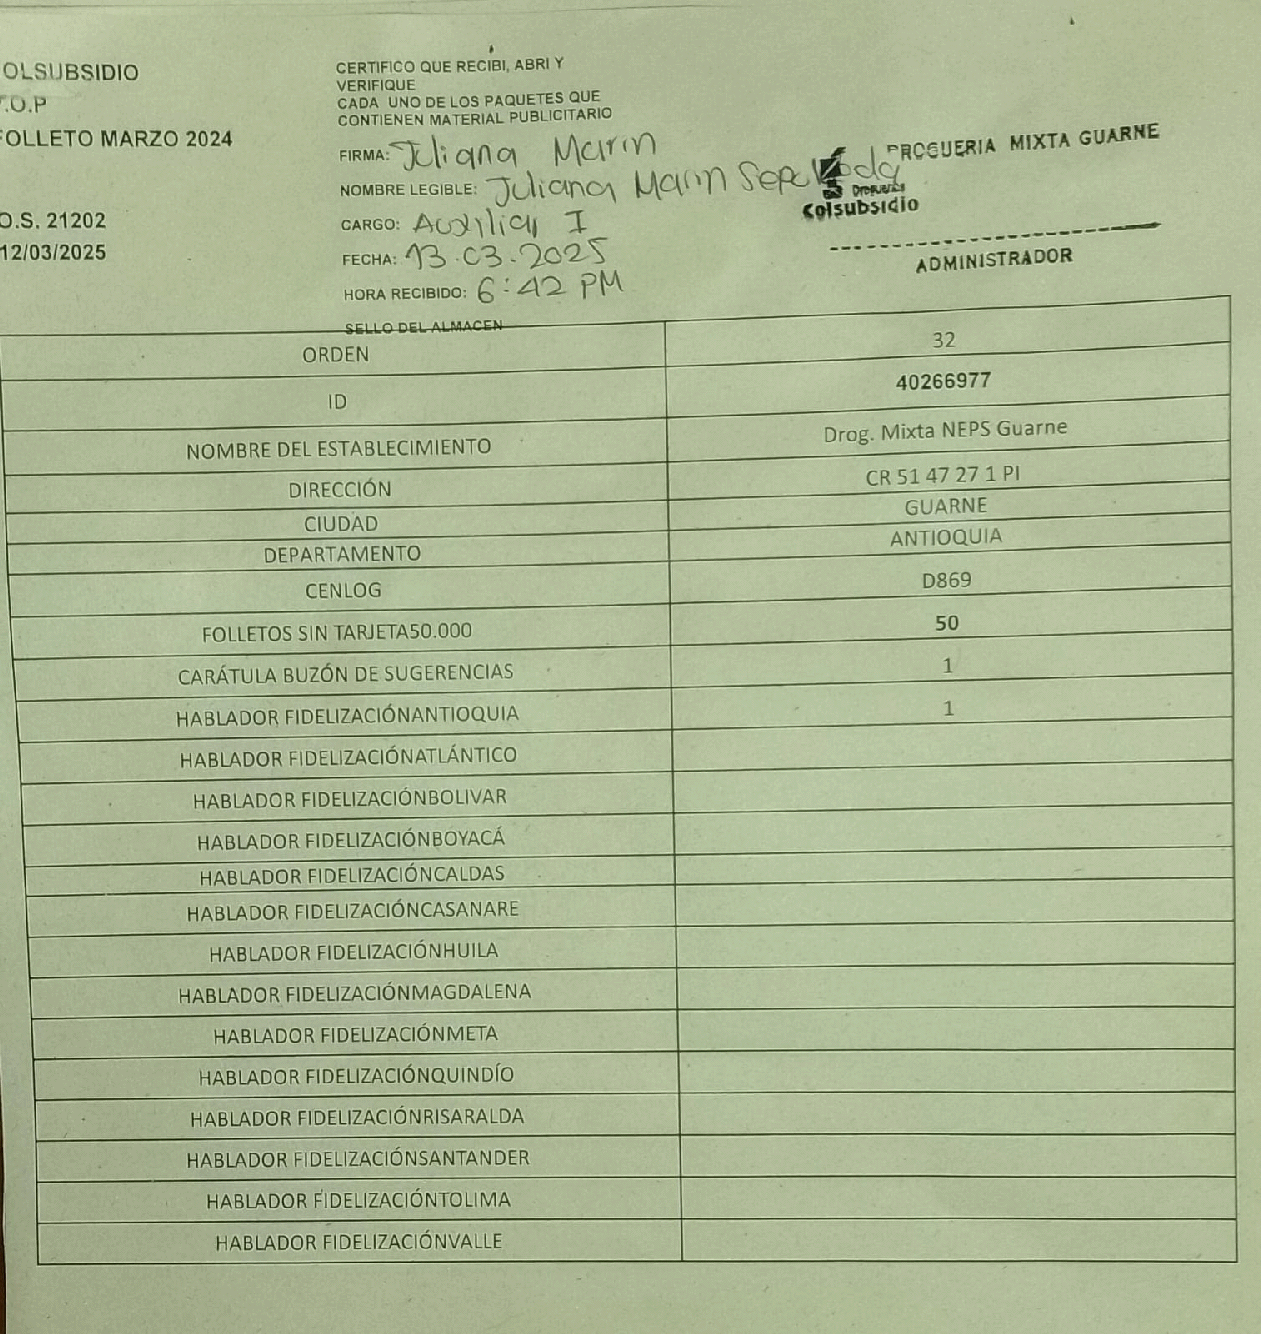 OLSUBSIDIO
.O.P
FOLLETO MARZO 2024
O.S. 21202
12/03/2025
CERTIFICO QUE RECIBI, ABRI Y
VERIFIQUE
CADA UNO DE LOS PAQUETES QUE
CONTIENEN MATERIAL PUBLICITARIO
FIRMA: Juliana Marin
NOMBRE LEGIBLE: Juliana Marin Sepulveda
CARGO: Auxiliar I
FECHA: 13.03.2025
HORA RECIBIDO: 6:42 PM
SELLO DEL ALMACEN
DROGUERIA MIXTA GUARNE
Droguerías
Colsubsidio
ADMINISTRADOR
ORDEN 32
ID 40266977
NOMBRE DEL ESTABLECIMIENTO Drog. Mixta NEPS Guarne
DIRECCIÓN CR 51 47 27 1 PI
CIUDAD GUARNE
DEPARTAMENTO ANTIOQUIA
CENLOG D869
FOLLETOS SIN TARJETA50.000 50
CARÁTULA BUZÓN DE SUGERENCIAS 1
HABLADOR FIDELIZACIÓNANTIOQUIA 1
HABLADOR FIDELIZACIÓNATLÁNTICO
HABLADOR FIDELIZACIÓNBOLIVAR
HABLADOR FIDELIZACIÓNBOYACÁ
HABLADOR FIDELIZACIÓNCALDAS
HABLADOR FIDELIZACIÓNCASANARE
HABLADOR FIDELIZACIÓNHUILA
HABLADOR FIDELIZACIÓNMAGDALENA
HABLADOR FIDELIZACIÓNMETA
HABLADOR FIDELIZACIÓNQUINDÍO
HABLADOR FIDELIZACIÓNRISARALDA
HABLADOR FIDELIZACIÓNSANTANDER
HABLADOR FIDELIZACIÓNTOLIMA
HABLADOR FIDELIZACIÓNVALLE